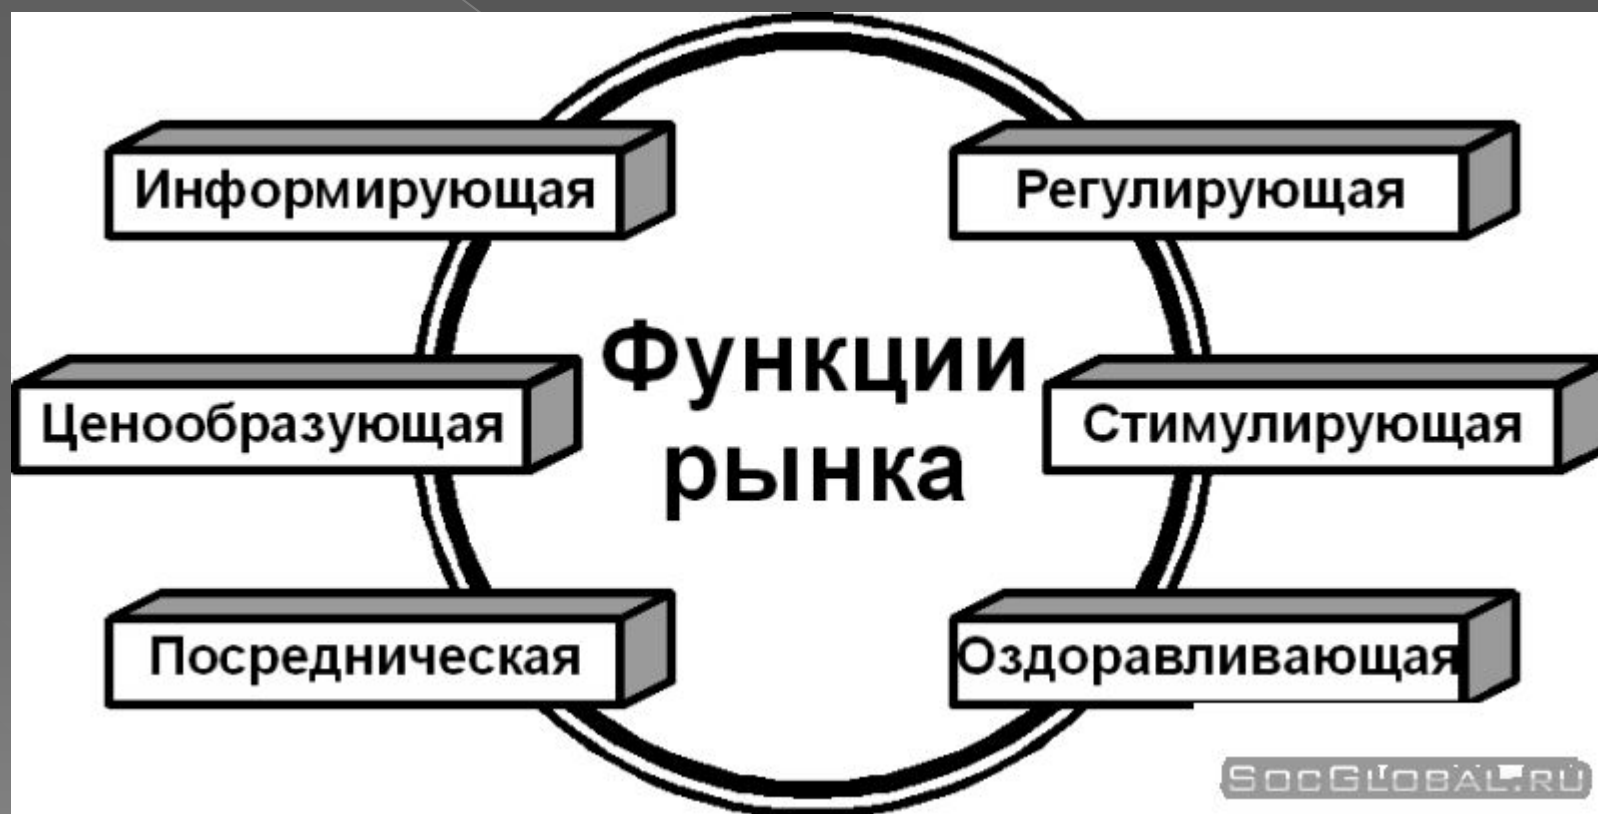 Информирующая
Регулирующая
Функции
рынка
Ценообразующая
Стимулирующая
Посредническая
Оздоравливающая
SOCGLOBAL.RU